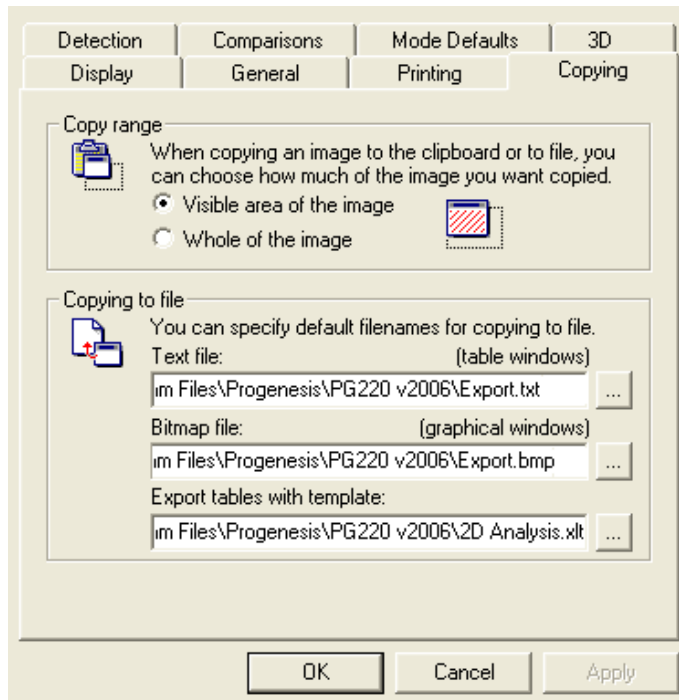 Detection Comparisons Mode Defaults 3D
Display General Printing Copying
Copy range
When copying an image to the clipboard or to file, you
can choose how much of the image you want copied.
Visible area of the image
Whole of the image
Copying to file
You can specify default filenames for copying to file.
Text file: (table windows)
ım Files\Progenesis\PG220 v2006\Export.txt ...
Bitmap file: (graphical windows)
ım Files\Progenesis\PG220 v2006\Export.bmp ...
Export tables with template:
ım Files\Progenesis\PG220 v2006\2D Analysis.xlt ...
OK Cancel Apply